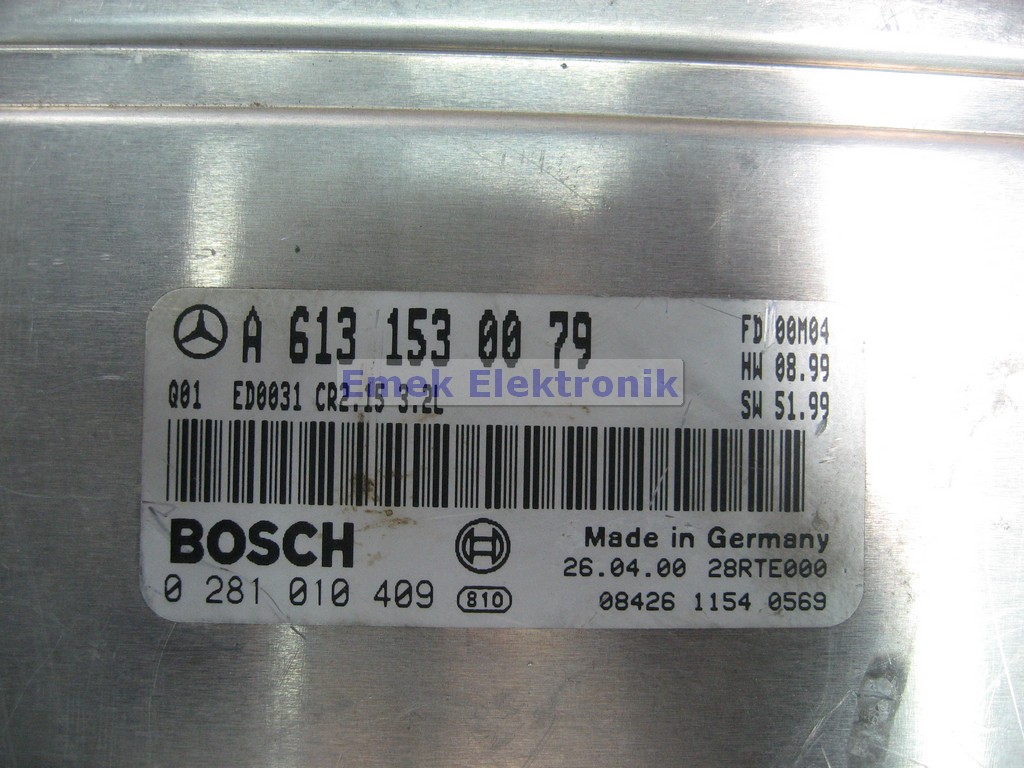 A 613 153 00 79
FD 00M04
HW 08.99
Emek Elektronik
Q01 ED0031 CR2.15 3.2L
SW 51.99
BOSCH
Made in Germany
26.04.00 28RTE000
0 281 010 409
810
08426 1154 0569